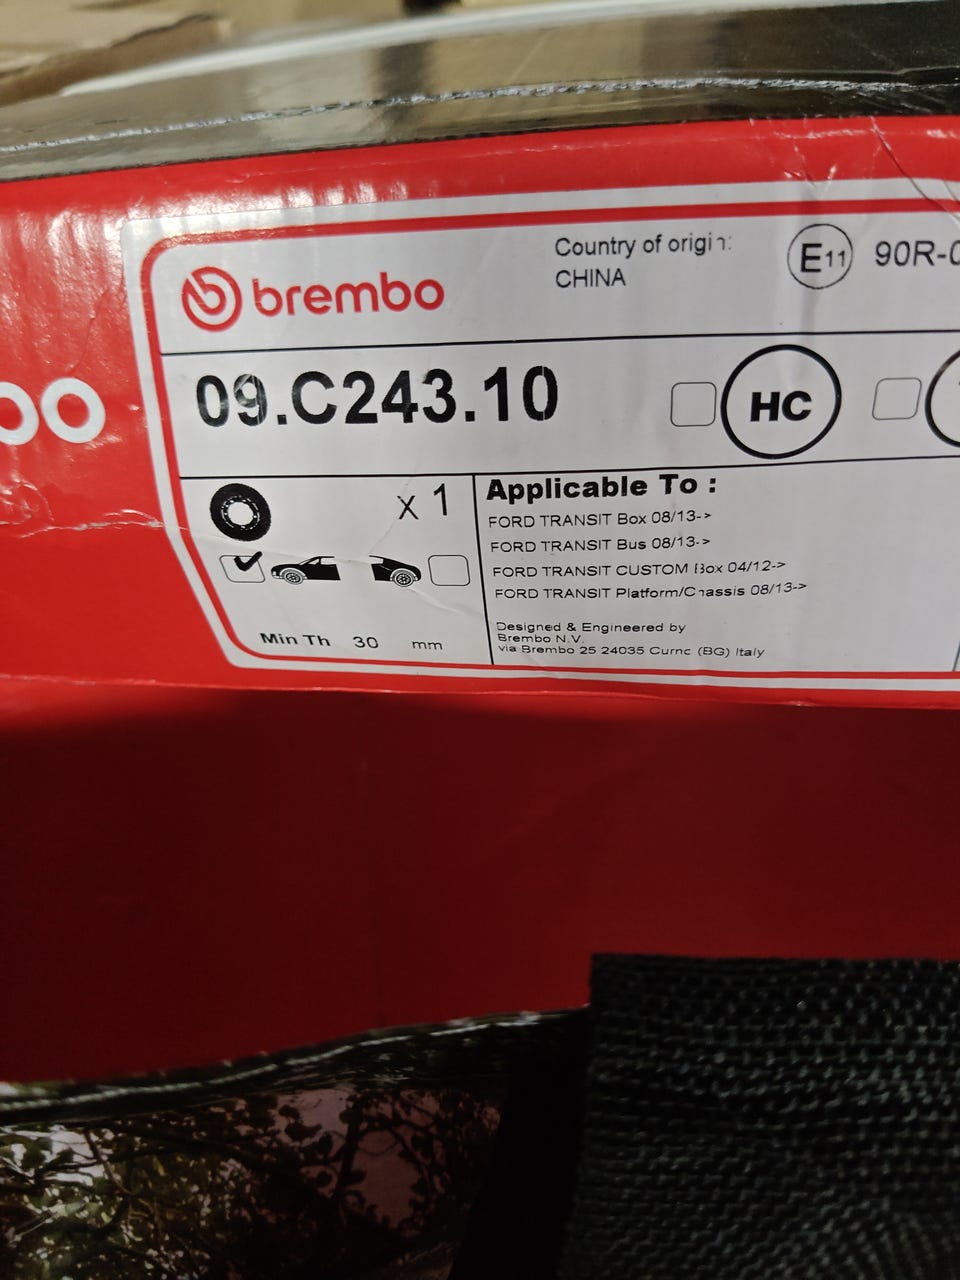 brembo
Country of origin:
CHINA
E11
90R-0
09.C243.10
HC
x 1
Applicable To :
FORD TRANSIT Box 08/13->
FORD TRANSIT Bus 08/13->
FORD TRANSIT CUSTOM Box 04/12->
FORD TRANSIT Platform/Chassis 08/13->
Min Th 30 mm
Designed & Engineered by
Brembo N.V.
via Brembo 25 24035 Curno (BG) Italy